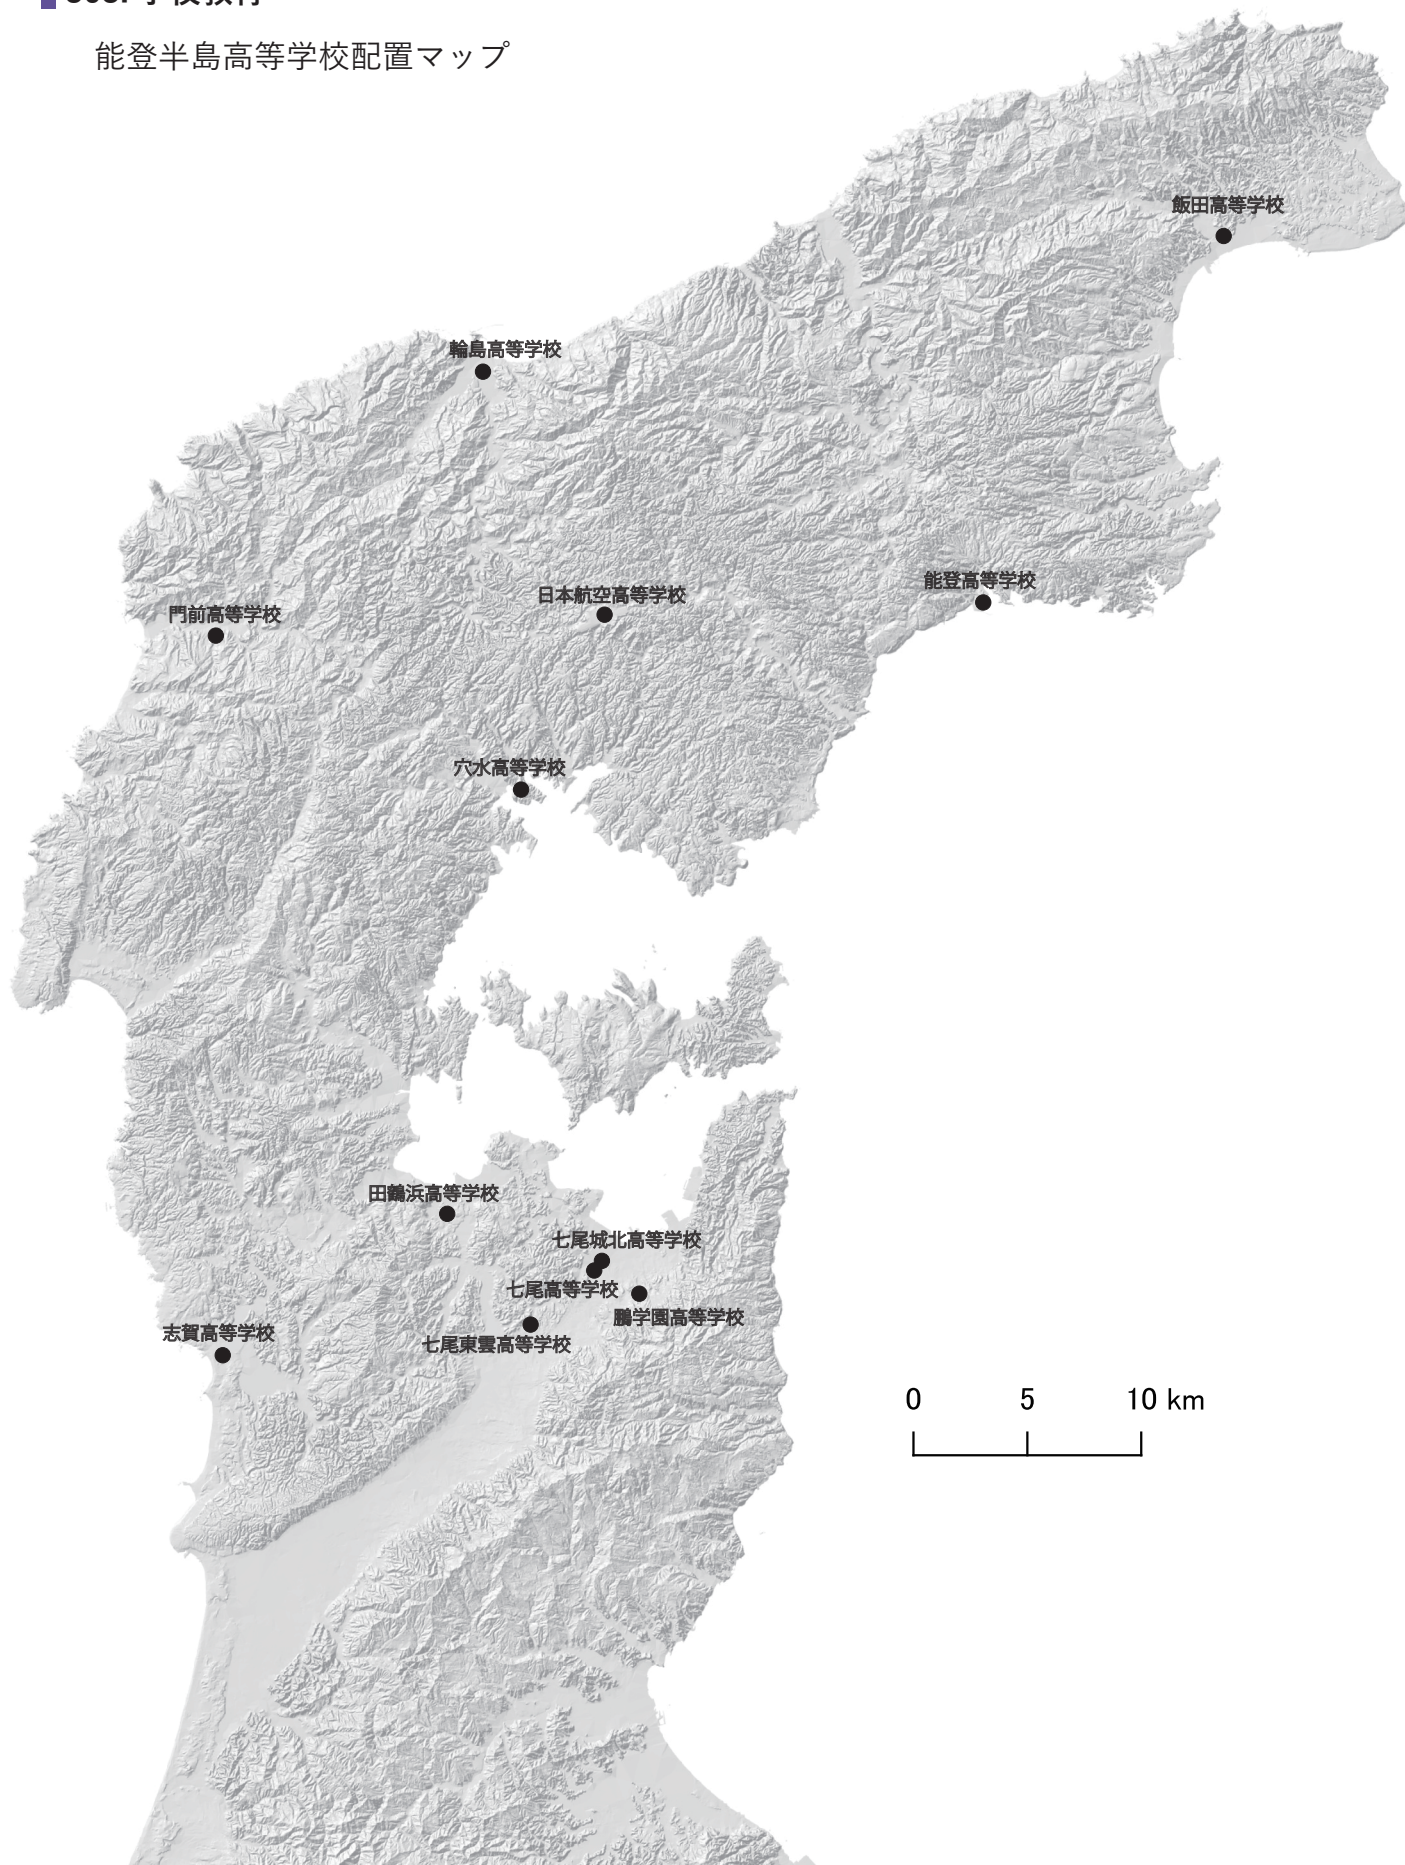 能登半島高等学校配置マップ
飯田高等学校
輪島高等学校
能登高等学校
日本航空高等学校
門前高等学校
穴水高等学校
田鶴浜高等学校
七尾城北高等学校
七尾高等学校
鵬学園高等学校
志賀高等学校
七尾東雲高等学校
0 5 10 km